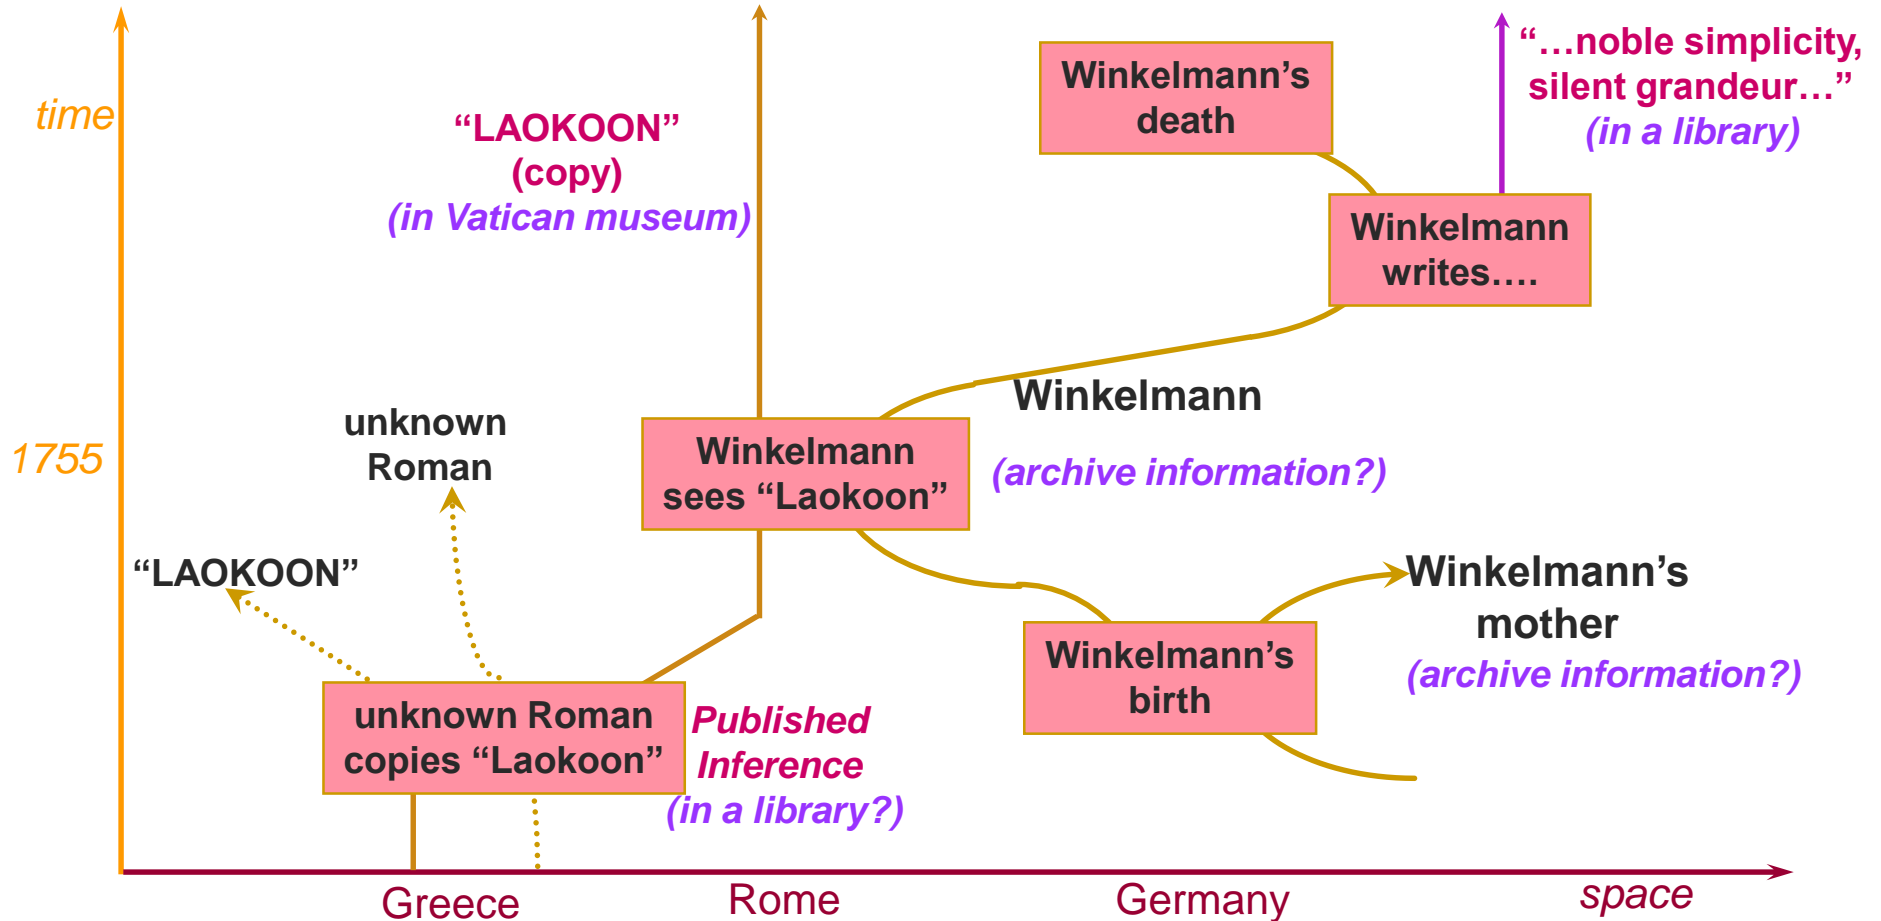 “…noble simplicity,
silent grandeur…”
(in a library)
Winkelmann’s
death
time
“LAOKOON”
(copy)
(in Vatican museum)
Winkelmann
writes….
Winkelmann
unknown
Roman
1755
Winkelmann
sees “Laokoon”
(archive information?)
“LAOKOON”
Winkelmann’s
mother
(archive information?)
Winkelmann’s
birth
unknown Roman
copies “Laokoon”
Published
Inference
(in a library?)
Greece
Rome
Germany
space